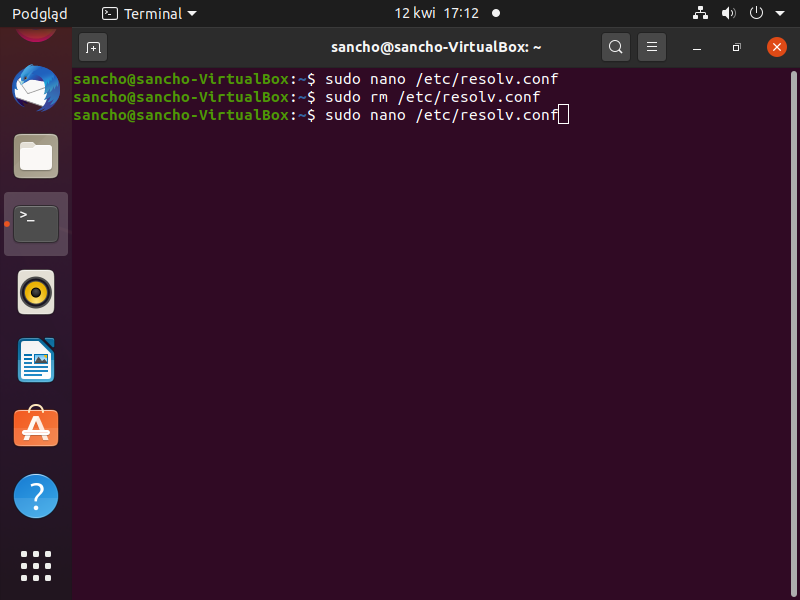 Podgląd
Terminal
12 kwi 17:12
sancho@sancho-VirtualBox: ~
sancho@sancho-VirtualBox:~$ sudo nano /etc/resolv.conf
sancho@sancho-VirtualBox:~$ sudo rm /etc/resolv.conf
sancho@sancho-VirtualBox:~$ sudo nano /etc/resolv.conf
>_
?